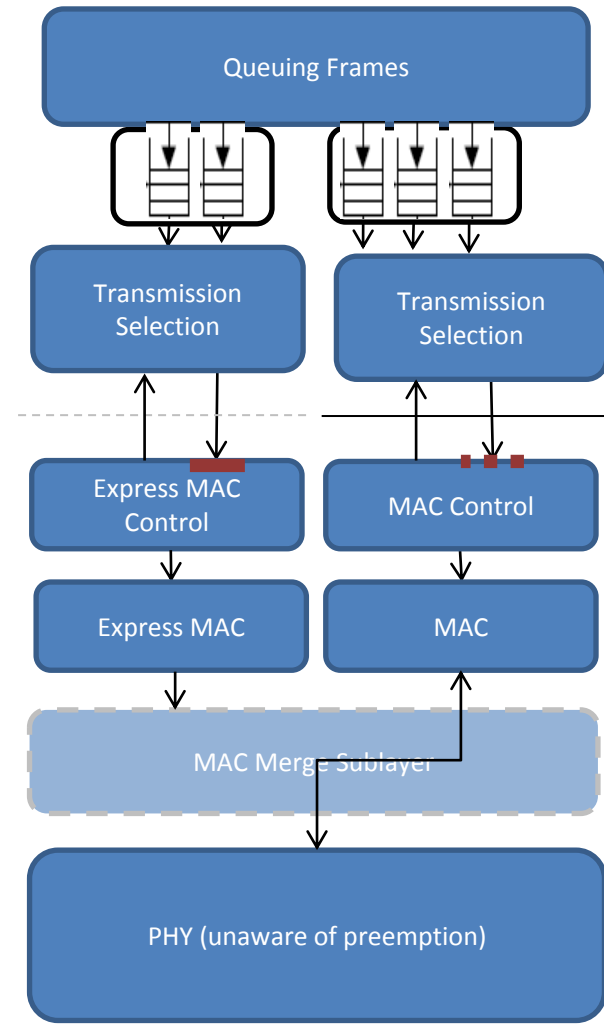 Queuing Frames
Transmission
Selection
Transmission
Selection
Express MAC
Control
MAC Control
Express MAC
MAC
MAC Merge Sublayer
PHY (unaware of preemption)